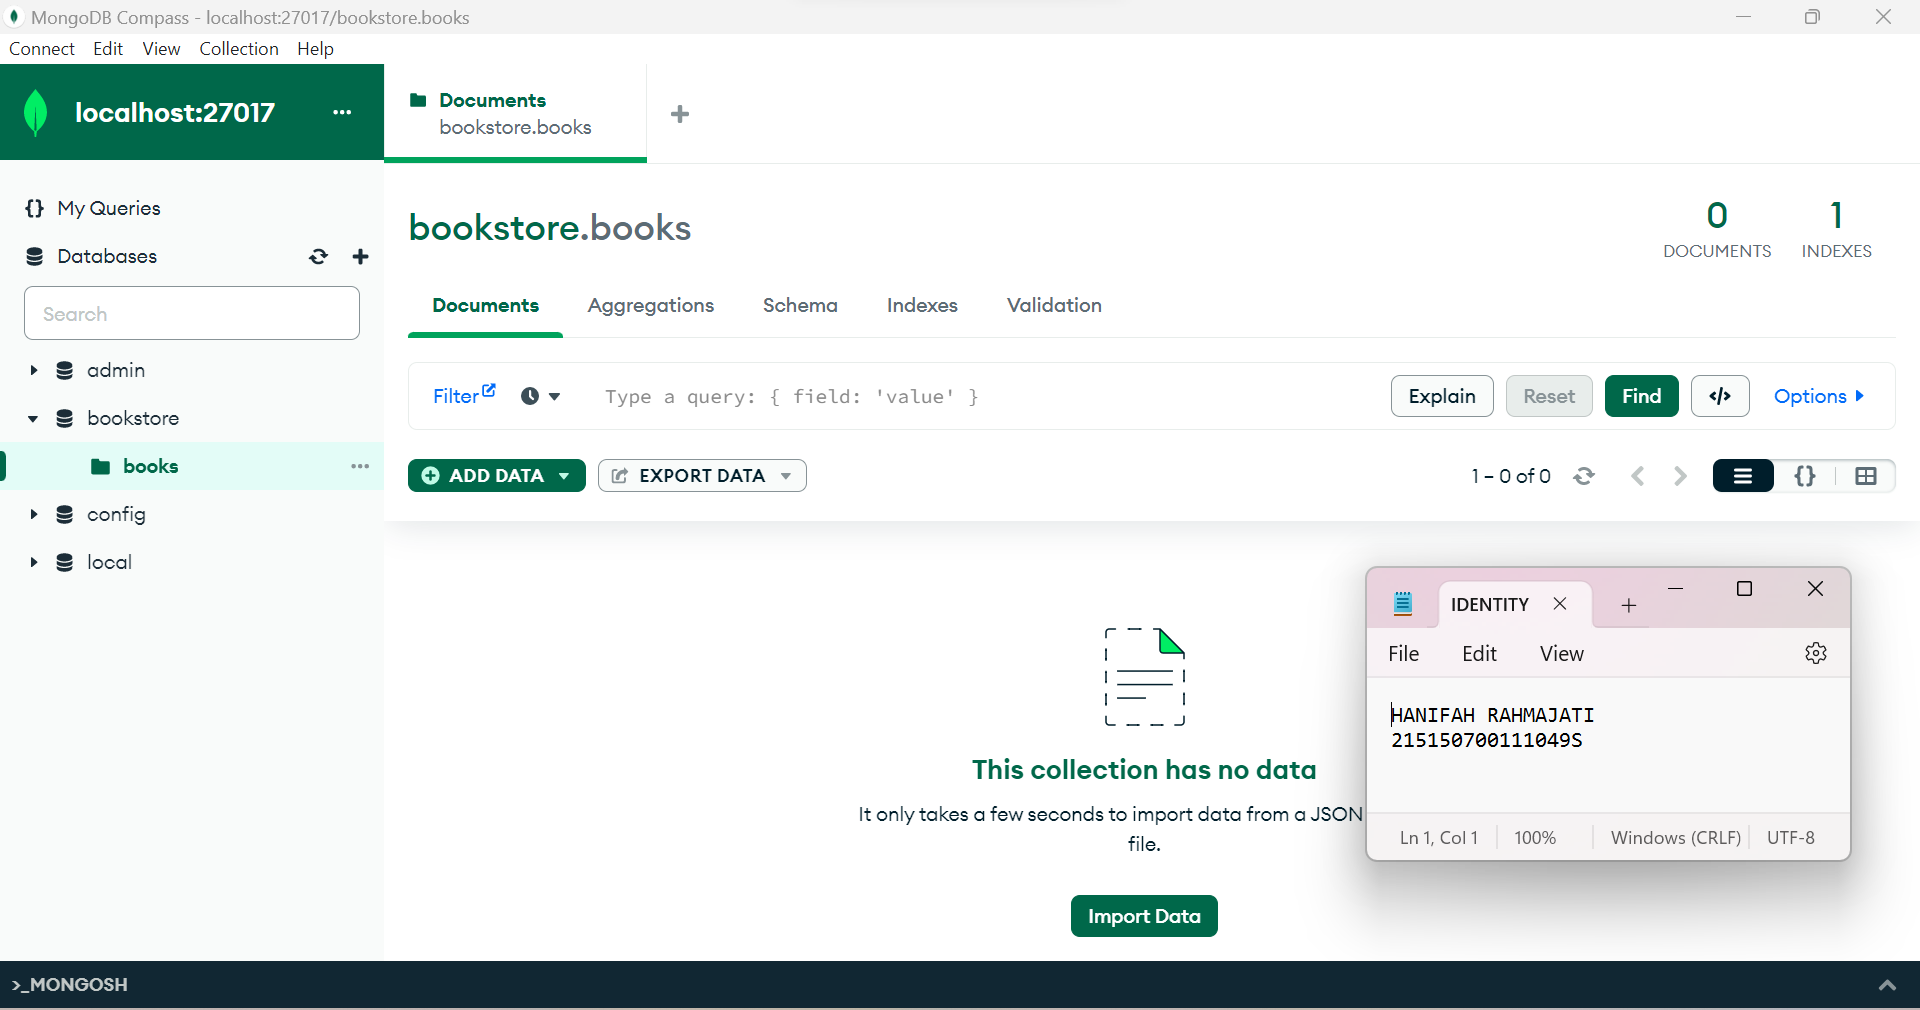 MongoDB Compass - localhost:27017/bookstore.books
Connect Edit View Collection Help
localhost:27017 ...
Documents
bookstore.books
My Queries
Databases
Search
admin
bookstore
books
config
local
bookstore.books
0
DOCUMENTS
1
INDEXES
Documents Aggregations Schema Indexes Validation
Filter Type a query: { field: 'value' } Explain Reset Find </> Options
ADD DATA EXPORT DATA 1 – 0 of 0 {}
This collection has no data
It only takes a few seconds to import data from a JSON
file.
Import Data
IDENTITY
File Edit View
HANIFAH RAHMAJATI
215150700111049S
Ln 1, Col 1 100% Windows (CRLF) UTF-8
>_MONGOSH